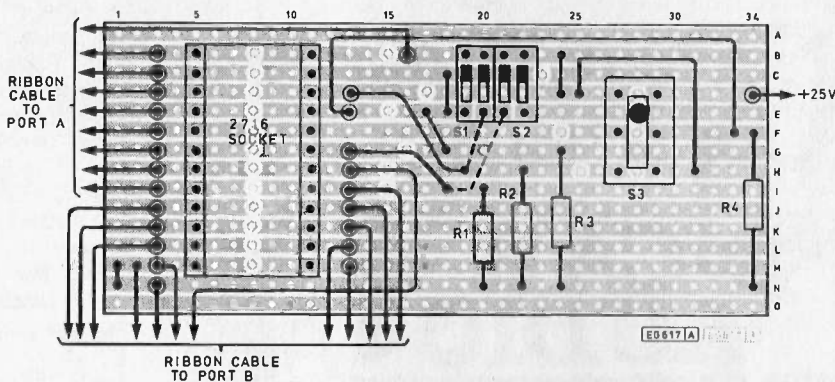 1 5 10 15 20 25 30 34
A
B
C
E
F
G
H
I
J
K
L
M
N
O
RIBBON
CABLE
TO
PORT A
2716
SOCKET
S1 S2
S3
+25V
R1
R2
R3
R4
EG617 A
RIBBON CABLE
TO PORT B